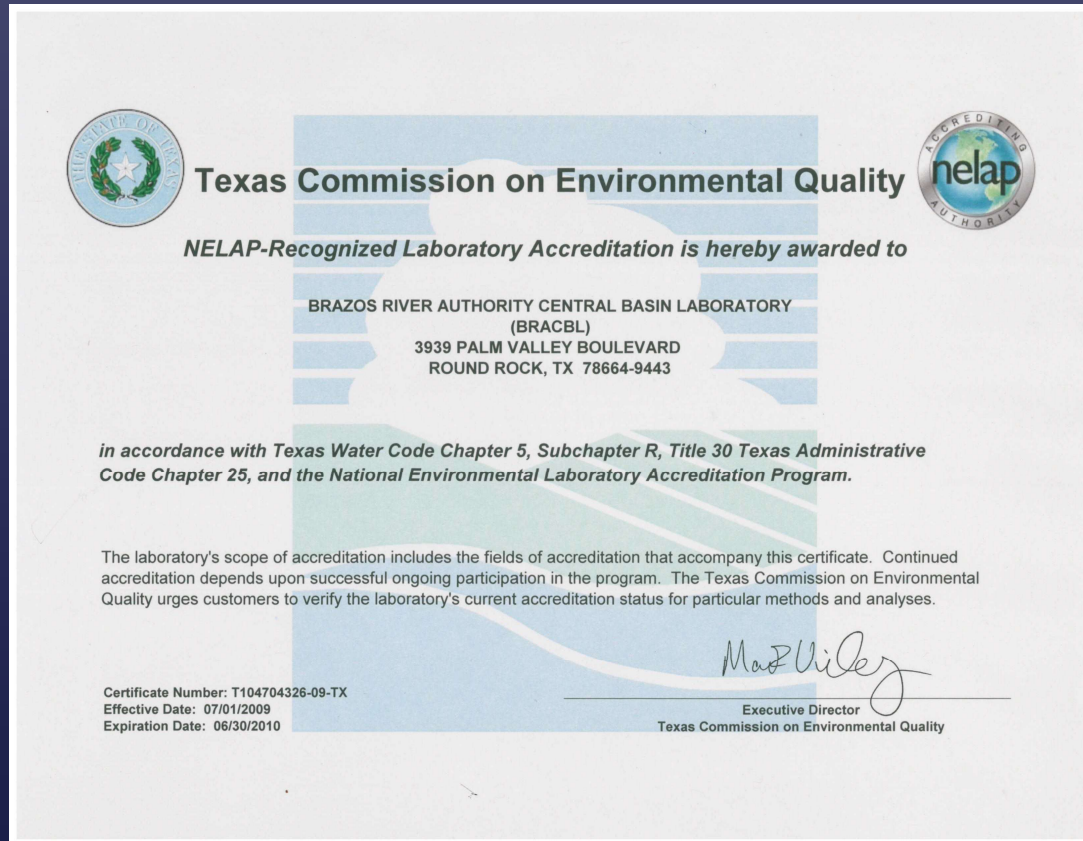 THE STATE OF TEXAS
ACCREDITING
nelap
AUTHORITY
Texas Commission on Environmental Quality
NELAP-Recognized Laboratory Accreditation is hereby awarded to
BRAZOS RIVER AUTHORITY CENTRAL BASIN LABORATORY
(BRACBL)
3939 PALM VALLEY BOULEVARD
ROUND ROCK, TX 78664-9443
in accordance with Texas Water Code Chapter 5, Subchapter R, Title 30 Texas Administrative
Code Chapter 25, and the National Environmental Laboratory Accreditation Program.
The laboratory's scope of accreditation includes the fields of accreditation that accompany this certificate. Continued
accreditation depends upon successful ongoing participation in the program. The Texas Commission on Environmental
Quality urges customers to verify the laboratory's current accreditation status for particular methods and analyses.
Certificate Number: T104704326-09-TX
Effective Date: 07/01/2009
Expiration Date: 06/30/2010
Executive Director
Texas Commission on Environmental Quality